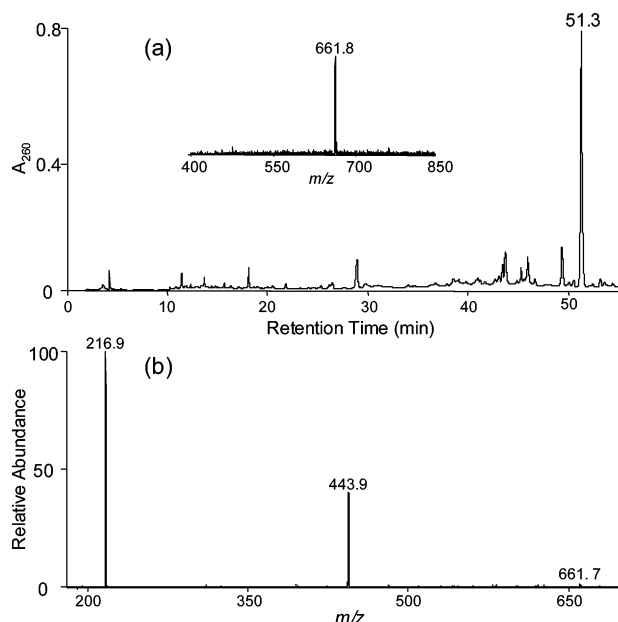 0.8
(a)
661.8
51.3
A260
0.4
400 550 700 850
m/z
0
0 10 20 30 40 50
Retention Time (min)
100
216.9
(b)
Relative Abundance
50
443.9
661.7
0
200 350 500 650
m/z